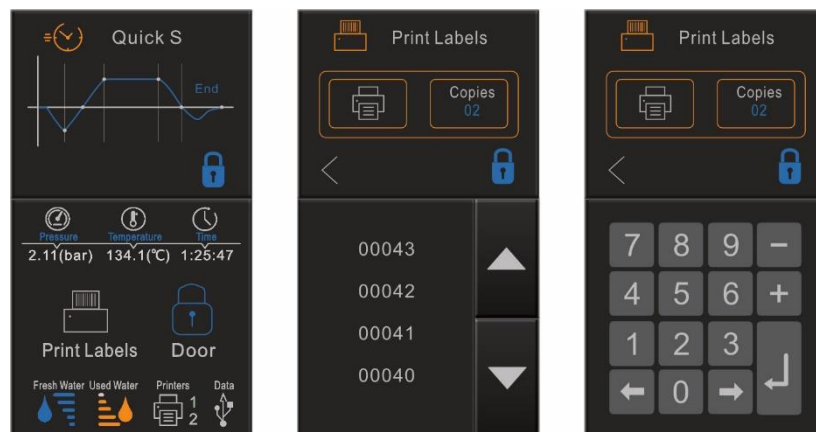 Quick S
End
Pressure Temperature Time
2.11(bar) 134.1(℃) 1:25:47
Print Labels Door
Fresh Water Used Water Printers Data
1
2
Print Labels
Copies
02
00043
00042
00041
00040
Print Labels
Copies
02
7 8 9 −
4 5 6 +
1 2 3
0